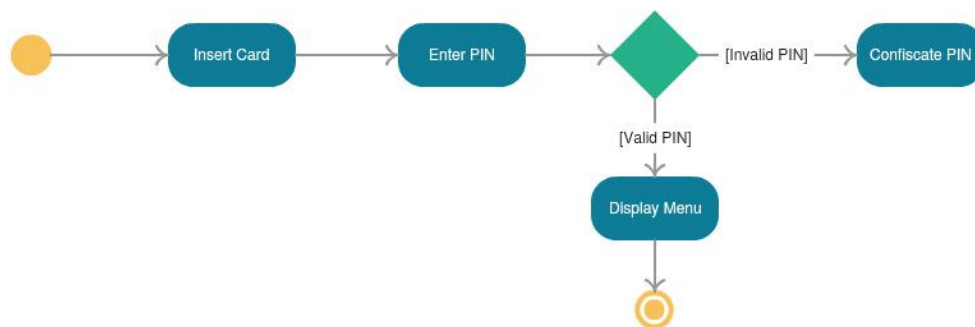 Insert Card
Enter PIN
[Invalid PIN]
Confiscate PIN
[Valid PIN]
Display Menu